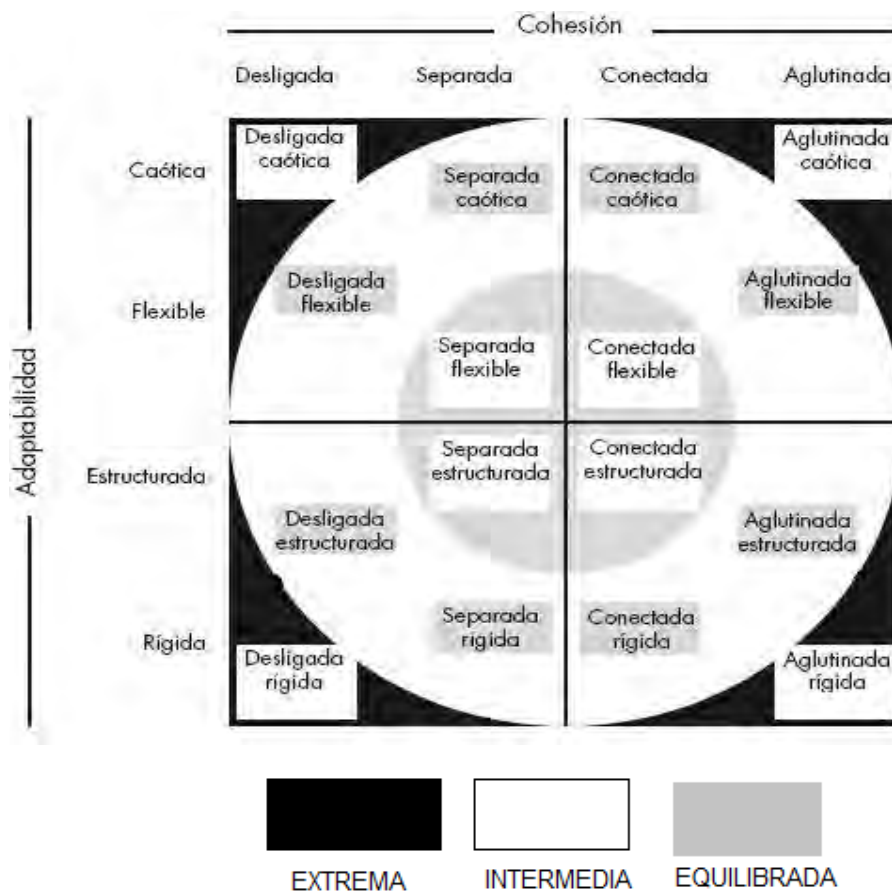 Cohesión
Desligada Separada Conectada Aglutinada
Adaptabilidad
Caótica
Desligada
caótica
Separada
caótica
Conectada
caótica
Aglutinada
caótica
Flexible
Desligada
flexible
Separada
flexible
Conectada
flexible
Aglutinada
flexible
Estructurada
Desligada
estructurada
Separada
estructurada
Conectada
estructurada
Aglutinada
estructurada
Rígida
Desligada
rígida
Separada
rígida
Conectada
rígida
Aglutinada
rígida
EXTREMA INTERMEDIA EQUILIBRADA